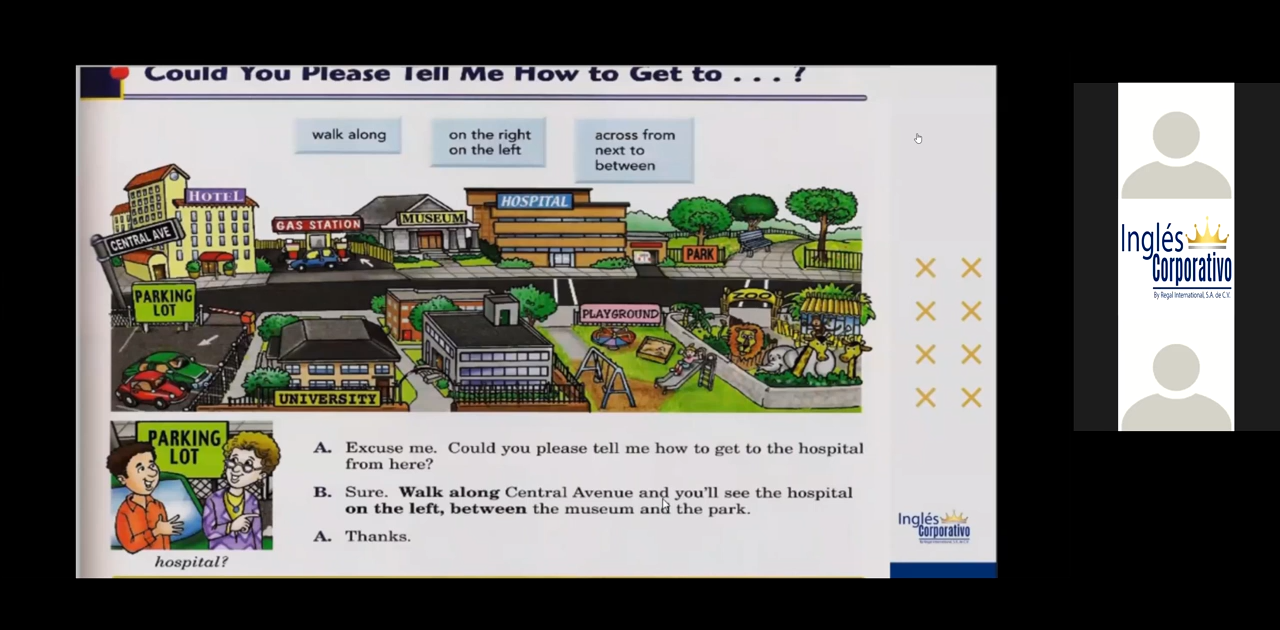 Could You Please Tell Me How to Get to . . . ?
walk along
on the right
on the left
across from
next to
between
HOTEL
GAS STATION
MUSEUM
HOSPITAL
CENTRAL AVE
PARK
PARKING
LOT
PLAYGROUND
ZOO
UNIVERSITY
PARKING
LOT
A. Excuse me. Could you please tell me how to get to the hospital
from here?
B. Sure. Walk along Central Avenue and you'll see the hospital
on the left, between the museum and the park.
A. Thanks.
hospital?
Inglés
Corporativo
Inglés
Corporativo
By Regal International, S.A. de C.V.